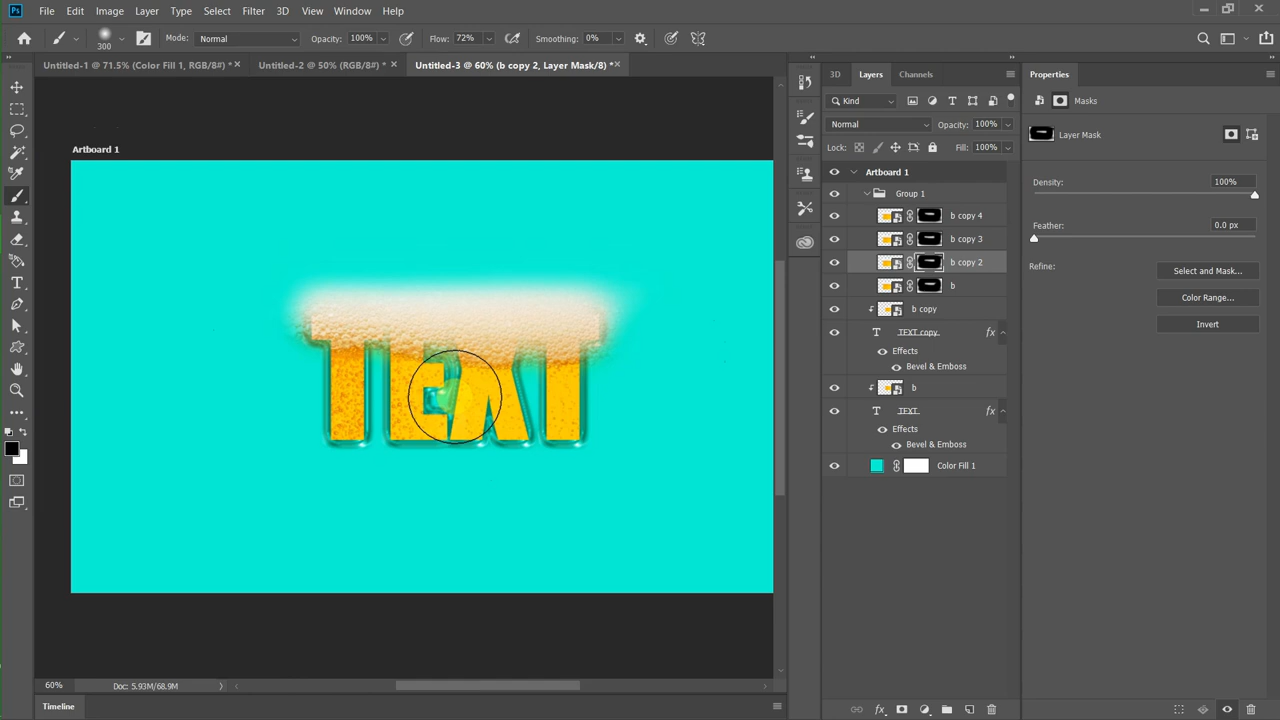 Ps File Edit Image Layer Type Select Filter 3D View Window Help
300 Mode: Normal Opacity: 100% Flow: 72% Smoothing: 0%
Untitled-1 @ 71.5% (Color Fill 1, RGB/8#) * × Untitled-2 @ 50% (RGB/8#) * × Untitled-3 @ 60% (b copy 2, Layer Mask/8) * ×
3D Layers Channels
Properties
Kind
Masks
Normal Opacity: 100%
Layer Mask
Lock: Fill: 100%
Artboard 1
Artboard 1
Group 1
Density: 100%
b copy 4
Feather: 0.0 px
b copy 3
b copy 2
Refine: Select and Mask...
b
Color Range...
b copy
Invert
TEXT
T TEXT copy fx
Effects
Bevel & Emboss
b
T TEXT fx
Effects
Bevel & Emboss
Color Fill 1
60% Doc: 5.93M/68.9M
Timeline
fx